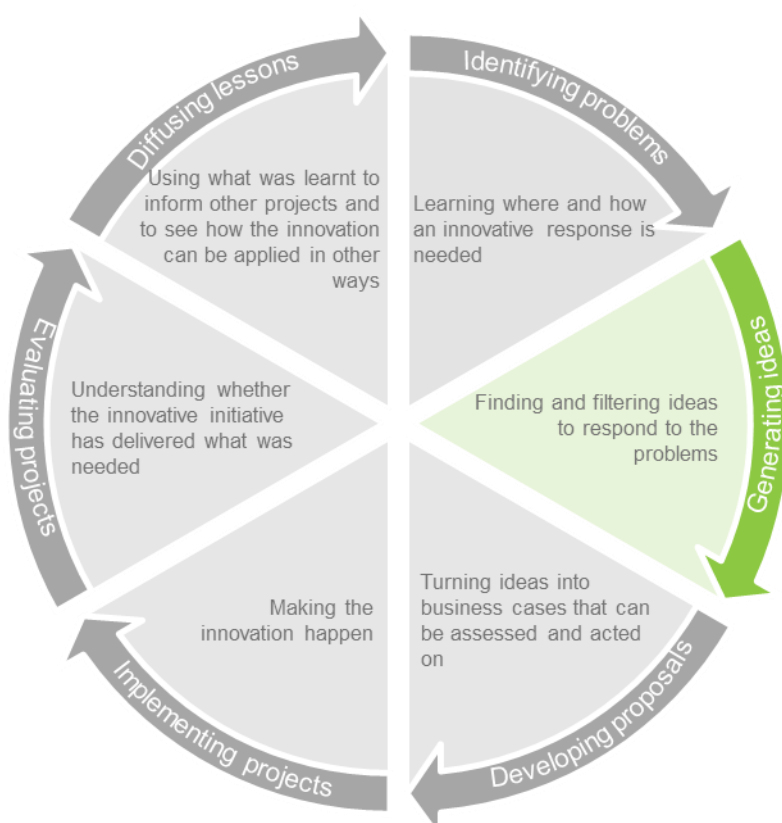 Identifying problems
Learning where and how
an innovative response is
needed
Generating ideas
Finding and filtering ideas
to respond to the
problems
Developing proposals
Turning ideas into
business cases that can
be assessed and acted
on
Implementing projects
Making the
innovation happen
Evaluating projects
Understanding whether
the innovative initiative
has delivered what was
needed
Diffusing lessons
Using what was learnt to
inform other projects and
to see how the innovation
can be applied in other
ways